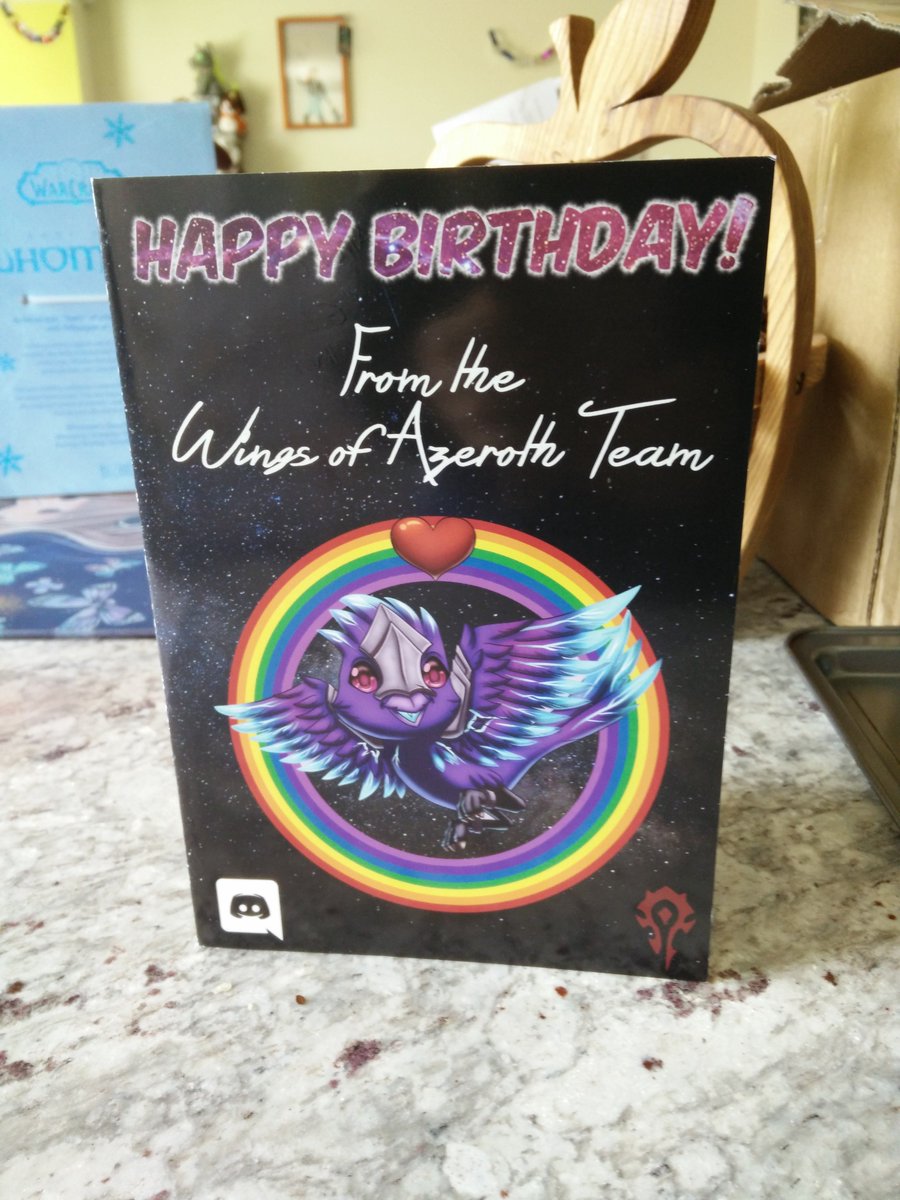 HAPPY BIRTHDAY!
From the
Wings of Azeroth Team